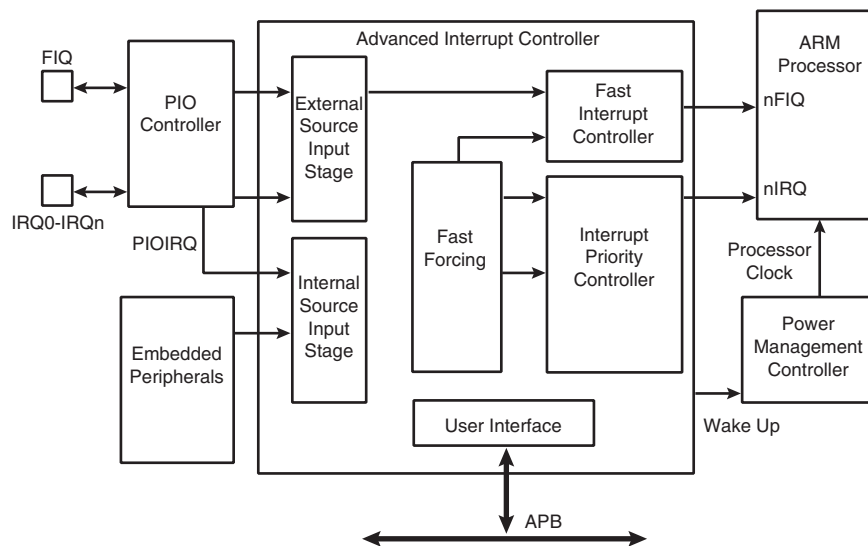 FIQ
IRQ0-IRQn
PIO
Controller
PIOIRQ
Embedded
Peripherals
Advanced Interrupt Controller
External
Source
Input
Stage
Internal
Source
Input
Stage
Fast
Forcing
Fast
Interrupt
Controller
Interrupt
Priority
Controller
User Interface
APB
ARM
Processor
nFIQ
nIRQ
Processor
Clock
Power
Management
Controller
Wake Up